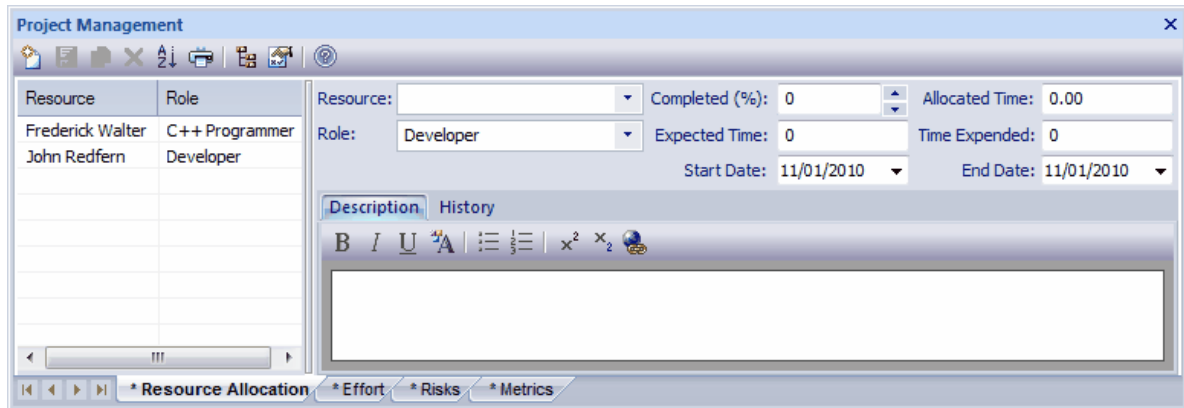 Project Management
Resource Role
Frederick Walter C++ Programmer
John Redfern Developer
Resource: Completed (%): 0 Allocated Time: 0.00
Role: Developer Expected Time: 0 Time Expended: 0
Start Date: 11/01/2010 End Date: 11/01/2010
Description History
B I U A x² x₂
* Resource Allocation * Effort * Risks * Metrics